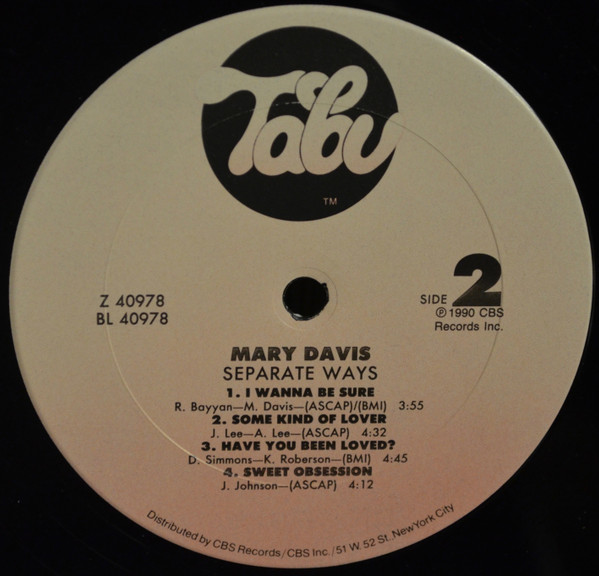 Tabu
TM
Z 40978
BL 40978
SIDE 2
℗1990 CBS
Records Inc.
MARY DAVIS
SEPARATE WAYS
1. I WANNA BE SURE
R. Bayyan—M. Davis—(ASCAP)/(BMI) 3:55
2. SOME KIND OF LOVER
J. Lee—A. Lee—(ASCAP) 4:32
3. HAVE YOU BEEN LOVED?
D. Simmons—K. Roberson—(BMI) 4:45
4. SWEET OBSESSION
J. Johnson—(ASCAP) 4:12
Distributed by CBS Records/CBS Inc./51 W. 52 St., New York City